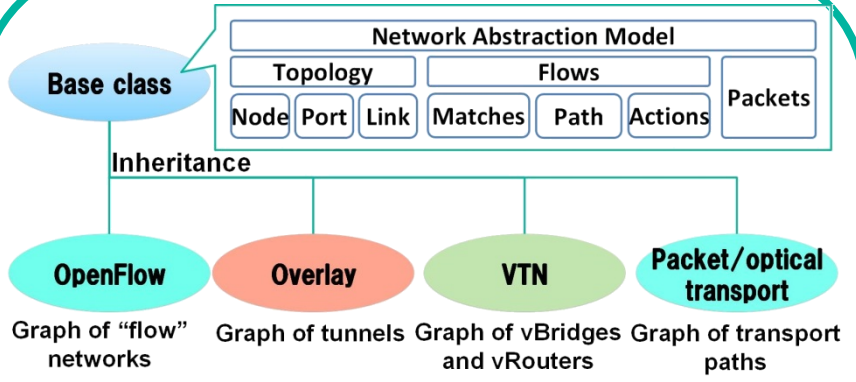 Network Abstraction Model
Topology
Flows
Packets
Node
Port
Link
Matches
Path
Actions
Base class
Inheritance
OpenFlow
Overlay
VTN
Packet/optical
transport
Graph of “flow”
networks
Graph of tunnels
Graph of vBridges
and vRouters
Graph of transport
paths